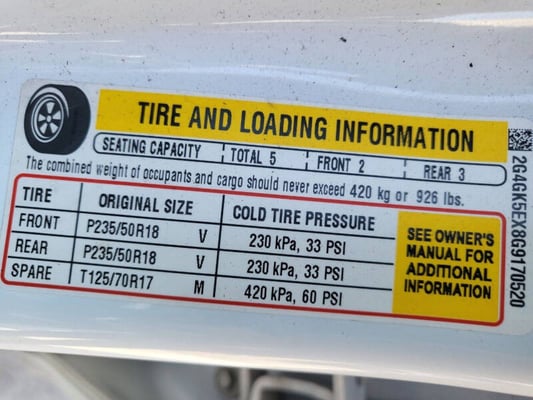 TIRE AND LOADING INFORMATION
SEATING CAPACITY TOTAL 5 FRONT 2 REAR 3
The combined weight of occupants and cargo should never exceed 420 kg or 926 lbs.
TIRE ORIGINAL SIZE COLD TIRE PRESSURE
FRONT P235/50R18 V 230 kPa, 33 PSI
REAR P235/50R18 V 230 kPa, 33 PSI
SPARE T125/70R17 M 420 kPa, 60 PSI
SEE OWNER'S
MANUAL FOR
ADDITIONAL
INFORMATION
2G4GK5EX8G9170520